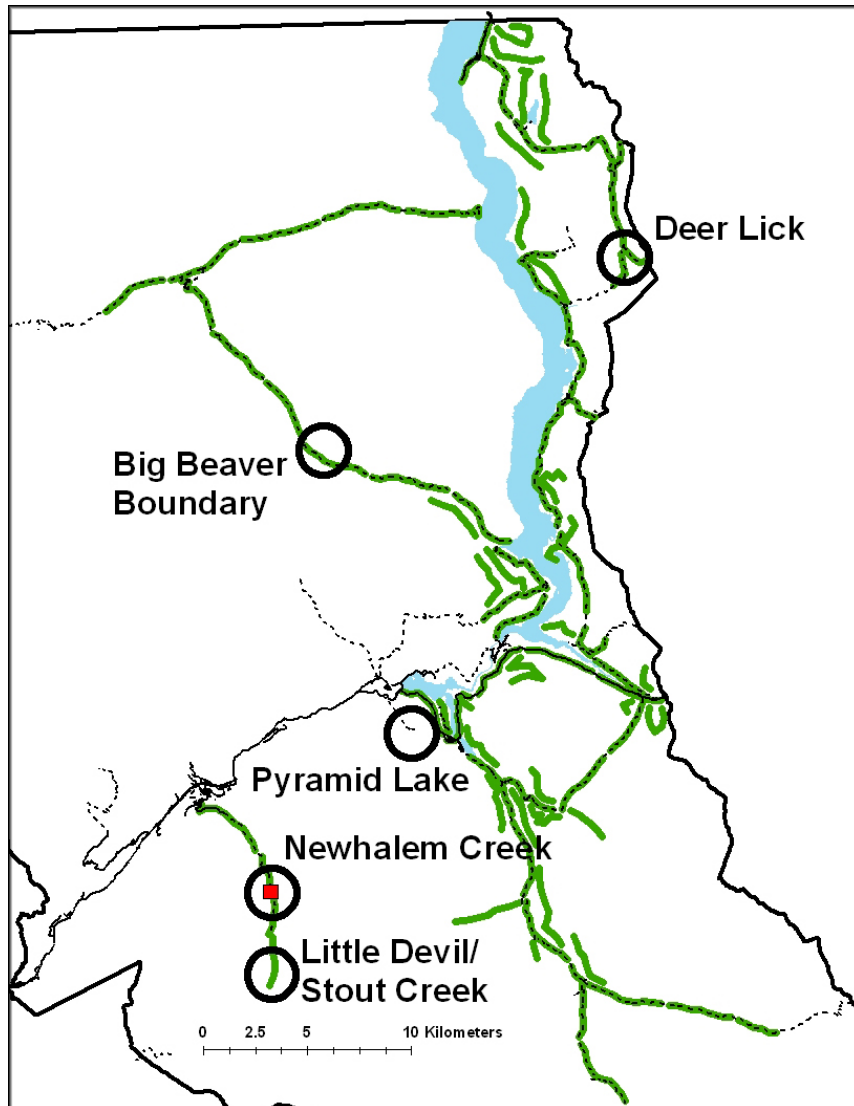 Deer Lick
Big Beaver
Boundary
Pyramid Lake
Newhalem Creek
Little Devil/
Stout Creek
0 2.5 5 10 Kilometers